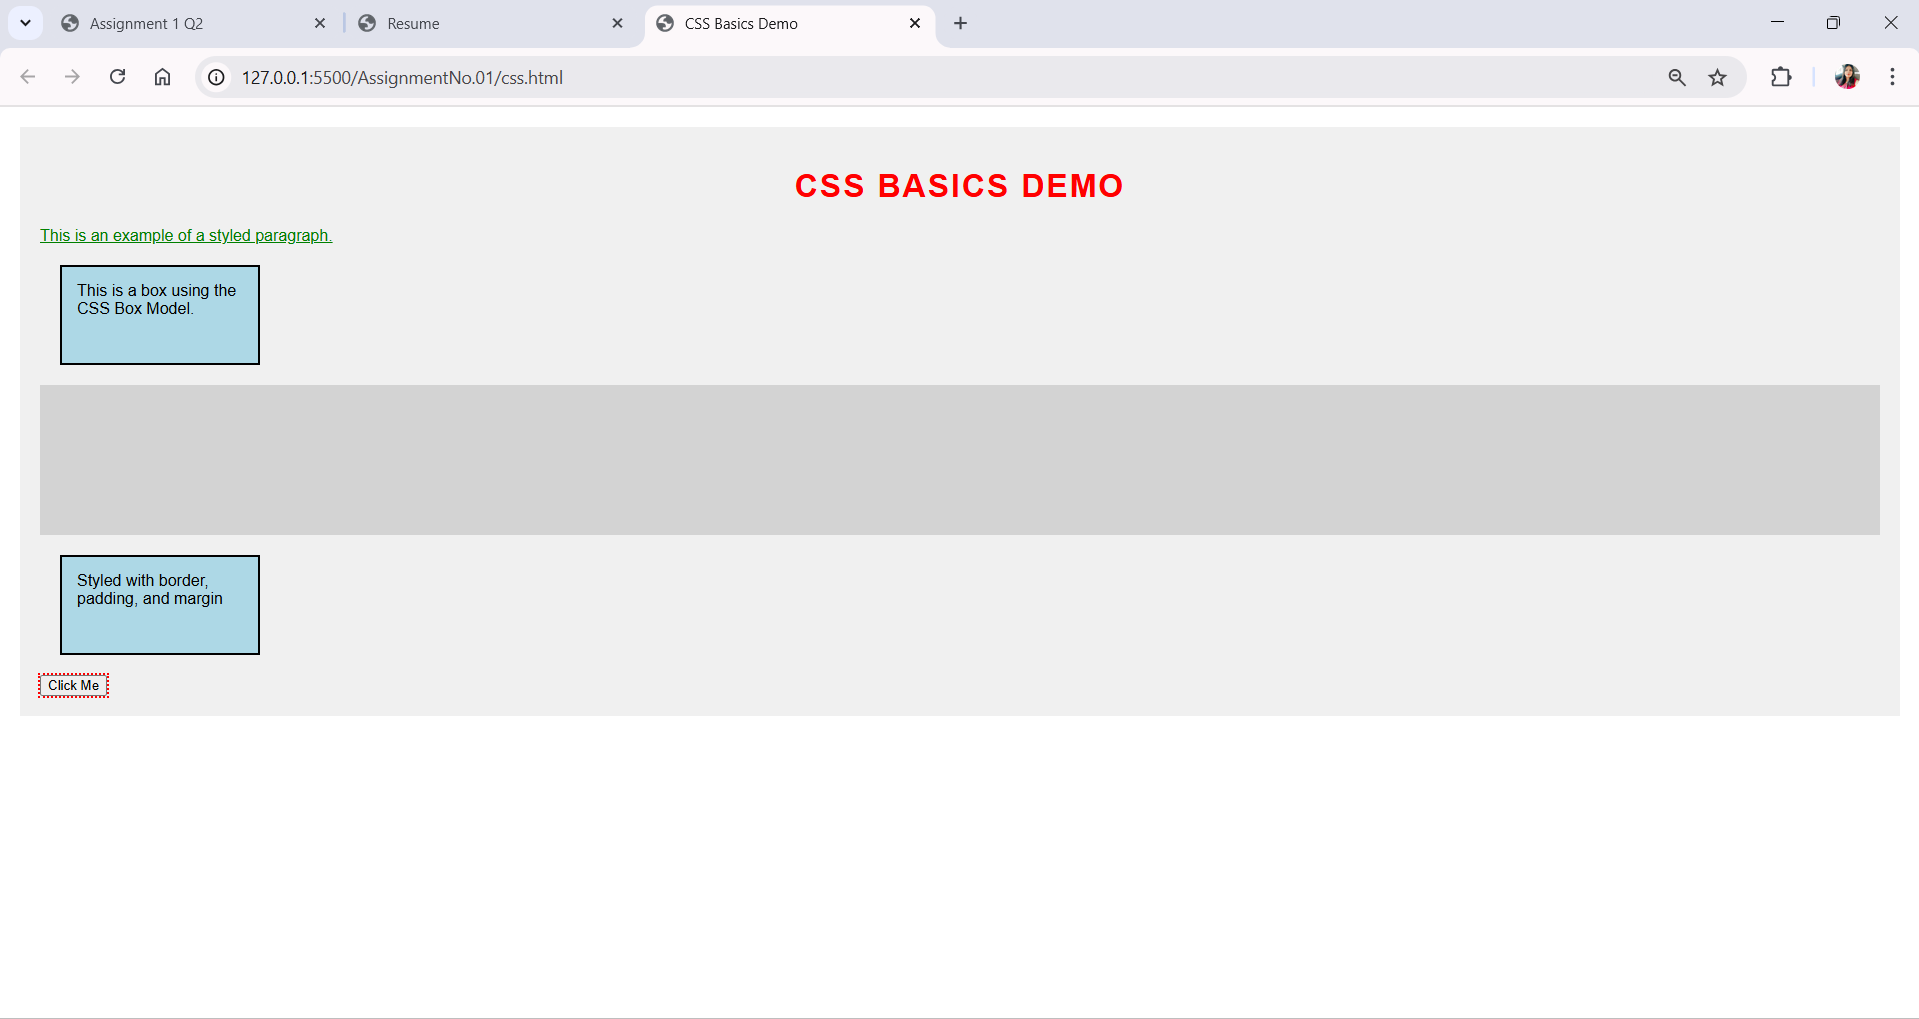 Assignment 1 Q2
Resume
CSS Basics Demo
127.0.0.1:5500/AssignmentNo.01/css.html
CSS BASICS DEMO
This is an example of a styled paragraph.
This is a box using the
CSS Box Model.
Styled with border,
padding, and margin
Click Me